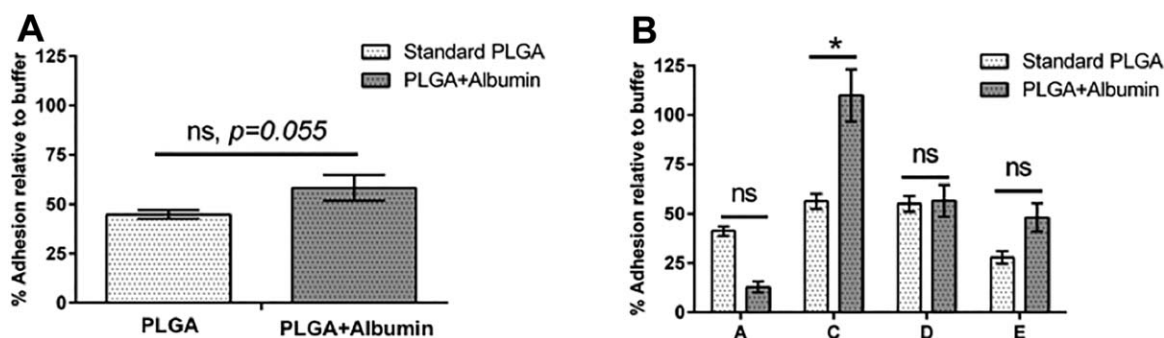 A
% Adhesion relative to buffer
125
100
75
50
25
0
Standard PLGA
PLGA+Albumin
ns, p=0.055
PLGA
PLGA+Albumin
B
% Adhesion relative to buffer
125
100
75
50
25
0
Standard PLGA
PLGA+Albumin
*
ns
ns
ns
A
C
D
E